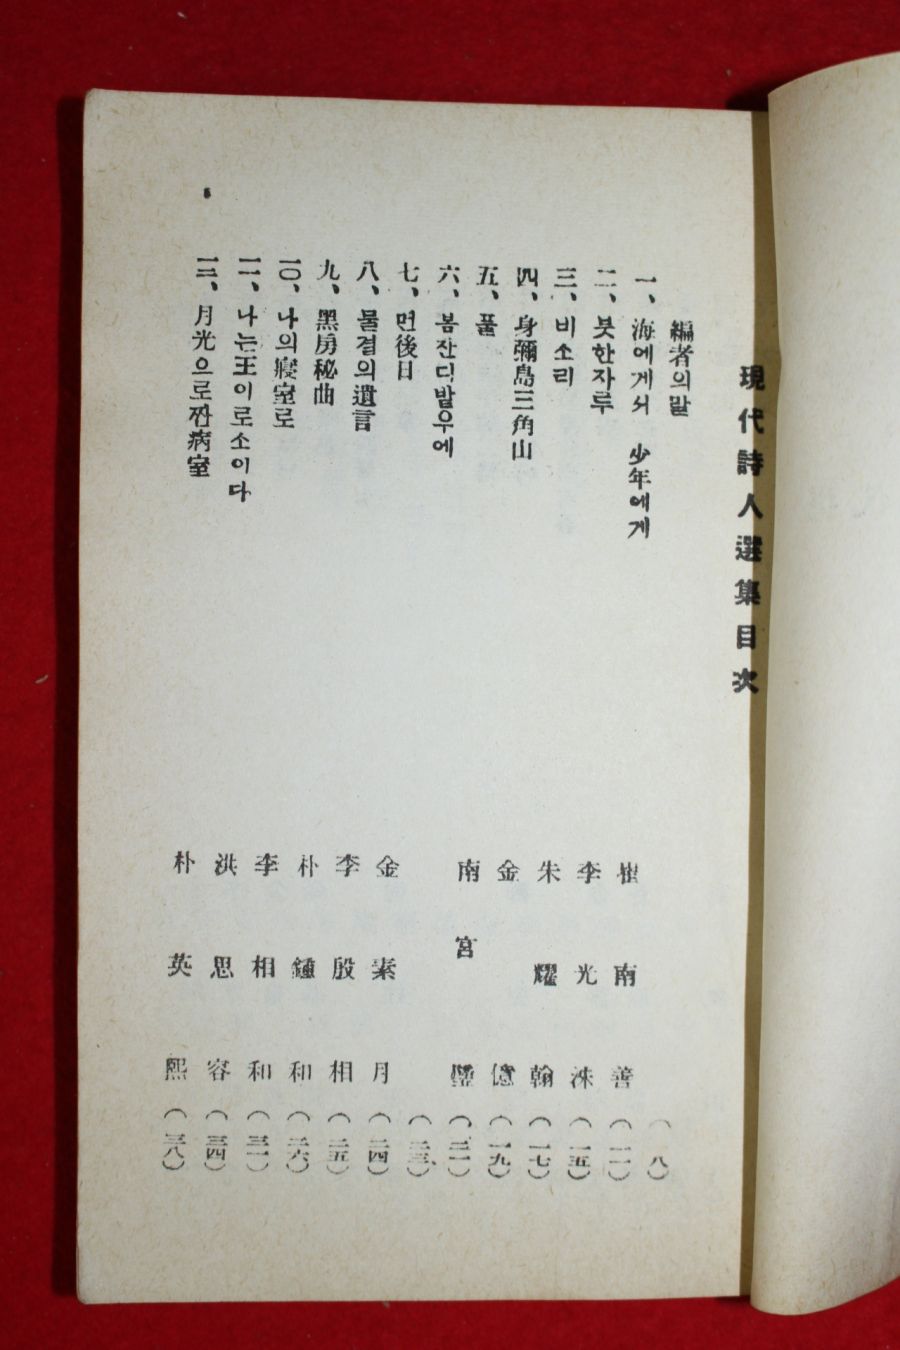 現代詩人選集目次
編者의말 (八)
一、海에게서 少年에게 崔南善 (一一)
二、붓한자루 李光洙 (一五)
三、비소리 朱耀翰 (一七)
四、身彌島三角山 金億 (一九)
五、풀 南宮璧 (二一)
六、봄잔디밭우에 (二三)
七、먼後日 金素月 (二四)
八、물결의遺言 李殷相 (二五)
九、黑房秘曲 朴鍾和 (二六)
一〇、나의寢室로 李相和 (三一)
一一、나는王이로소이다 洪思容 (三四)
一二、月光으로짠病室 朴英熙 (三八)